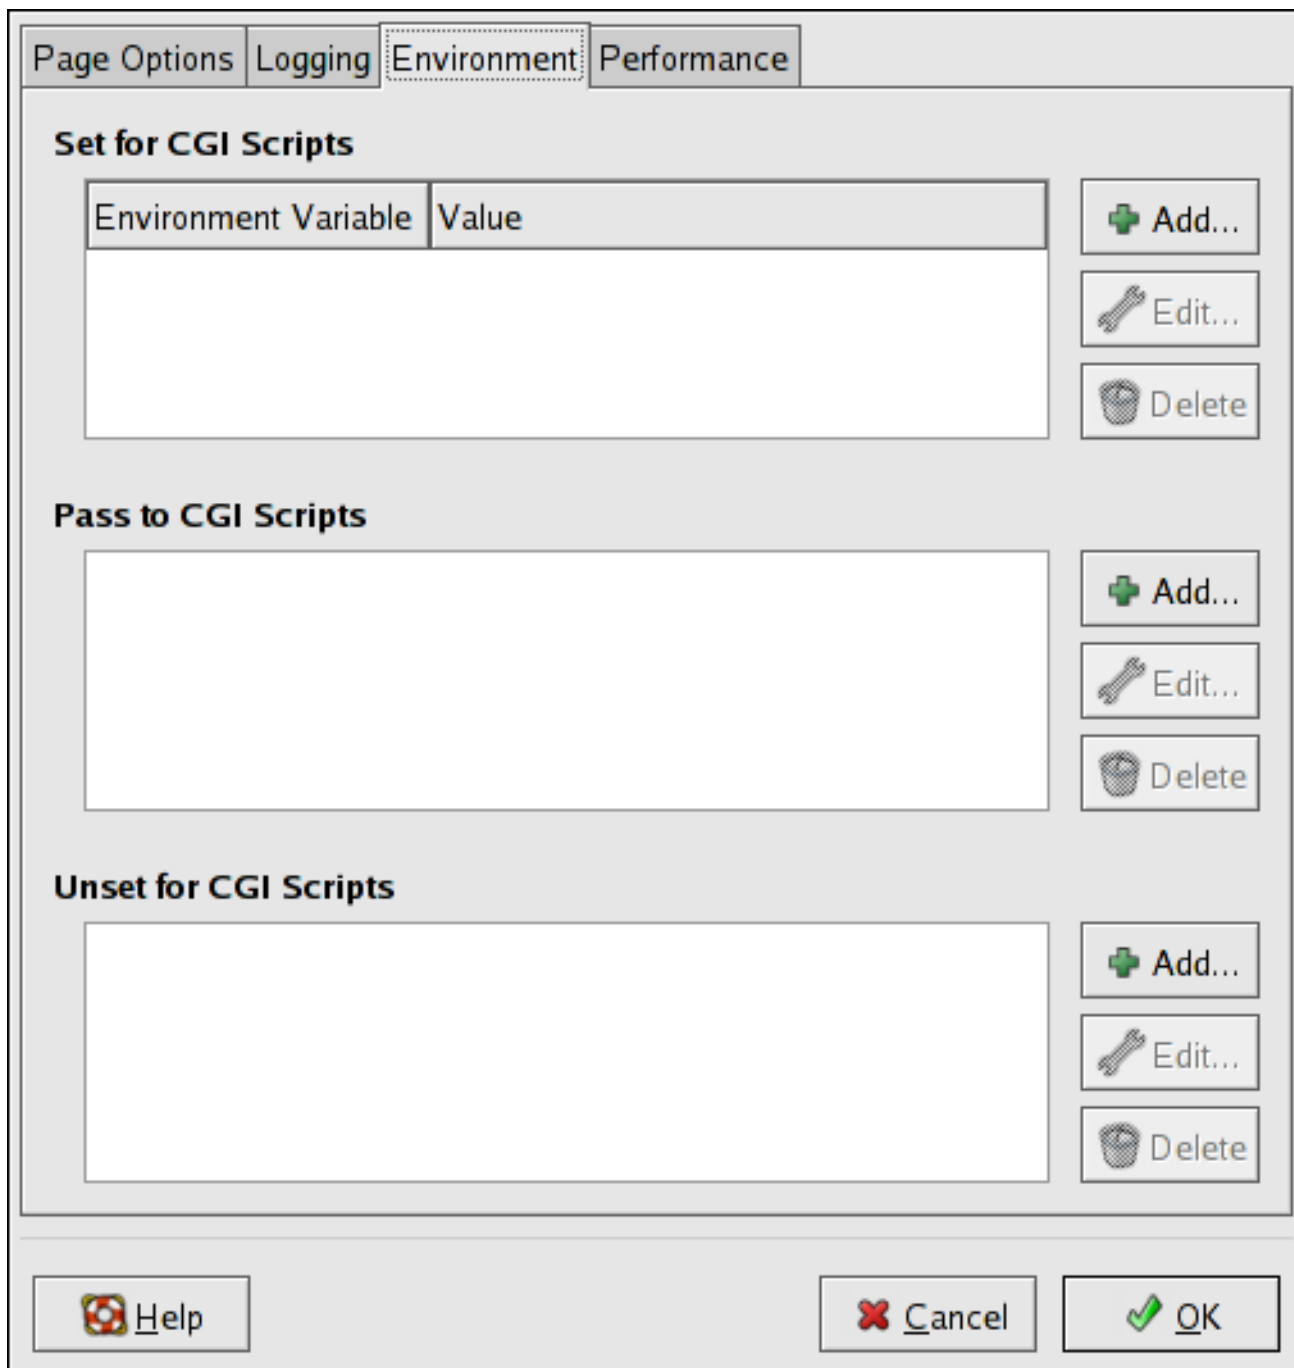 Page Options Logging Environment Performance
Set for CGI Scripts
Environment Variable Value
Add...
Edit...
Delete
Pass to CGI Scripts
Add...
Edit...
Delete
Unset for CGI Scripts
Add...
Edit...
Delete
Help Cancel OK